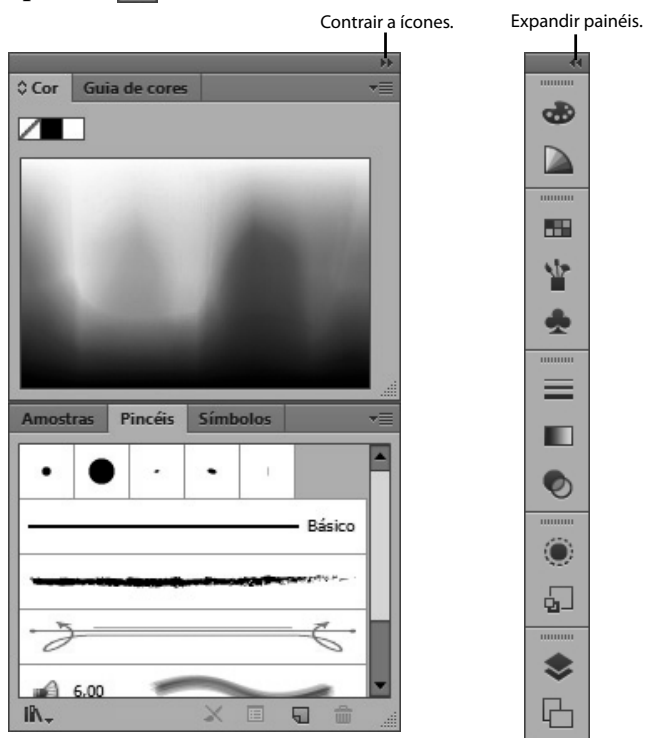 Contrair a ícones.
Expandir painéis.
Cor
Guia de cores
Amostras
Pincéis
Símbolos
Básico
6,00